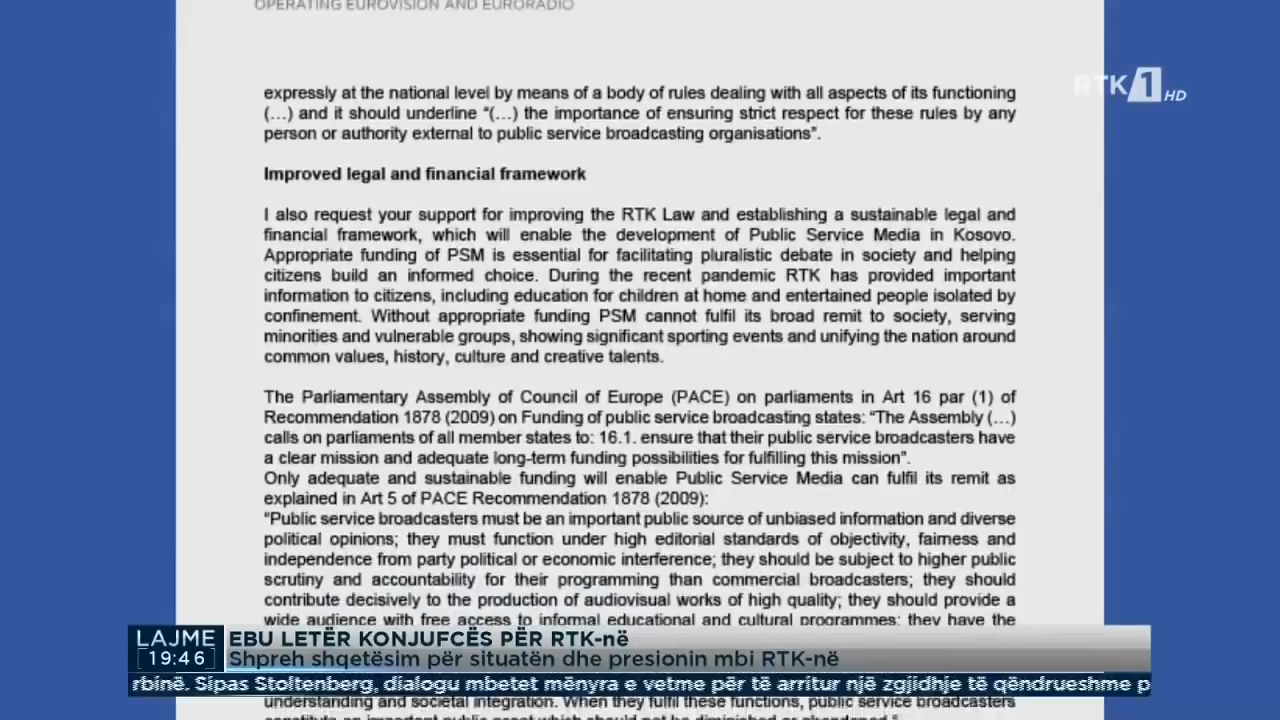 OPERATING EUROVISION AND EURORADIO
RTK 1 HD
expressly at the national level by means of a body of rules dealing with all aspects of its functioning
(…) and it should underline “(…) the importance of ensuring strict respect for these rules by any
person or authority external to public service broadcasting organisations”.
Improved legal and financial framework
I also request your support for improving the RTK Law and establishing a sustainable legal and
financial framework, which will enable the development of Public Service Media in Kosovo.
Appropriate funding of PSM is essential for facilitating pluralistic debate in society and helping
citizens build an informed choice. During the recent pandemic RTK has provided important
information to citizens, including education for children at home and entertained people isolated by
confinement. Without appropriate funding PSM cannot fulfil its broad remit to society, serving
minorities and vulnerable groups, showing significant sporting events and unifying the nation around
common values, history, culture and creative talents.
The Parliamentary Assembly of Council of Europe (PACE) on parliaments in Art 16 par (1) of
Recommendation 1878 (2009) on Funding of public service broadcasting states: “The Assembly (…)
calls on parliaments of all member states to: 16.1. ensure that their public service broadcasters have
a clear mission and adequate long-term funding possibilities for fulfilling this mission”.
Only adequate and sustainable funding will enable Public Service Media can fulfil its remit as
explained in Art 5 of PACE Recommendation 1878 (2009):
“Public service broadcasters must be an important public source of unbiased information and diverse
political opinions; they must function under high editorial standards of objectivity, fairness and
independence from party political or economic interference; they should be subject to higher public
scrutiny and accountability for their programming than commercial broadcasters; they should
contribute decisively to the production of audiovisual works of high quality; they should provide a
wide audience with free access to informal educational and cultural programmes; they have the
LAJME
19:46
EBU LETËR KONJUFCËS PËR RTK-në
Shpreh shqetësim për situatën dhe presionin mbi RTK-në
rbinë. Sipas Stoltenberg, dialogu mbetet mënyra e vetme për të arritur një zgjidhje të qëndrueshme p
understanding and societal integration. When they fulfil these functions, public service broadcasters